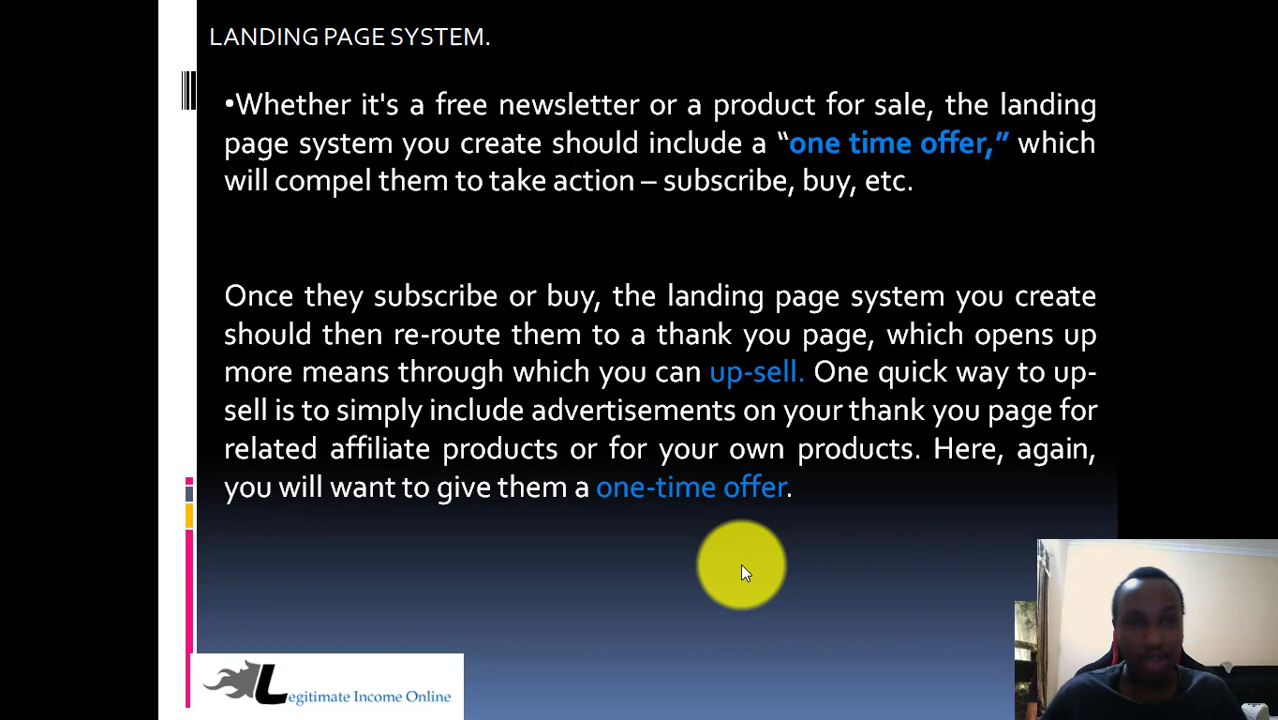 LANDING PAGE SYSTEM.
•Whether it's a free newsletter or a product for sale, the landing
page system you create should include a “one time offer,” which
will compel them to take action – subscribe, buy, etc.
Once they subscribe or buy, the landing page system you create
should then re-route them to a thank you page, which opens up
more means through which you can up-sell. One quick way to up-
sell is to simply include advertisements on your thank you page for
related affiliate products or for your own products. Here, again,
you will want to give them a one-time offer.
Legitimate Income Online